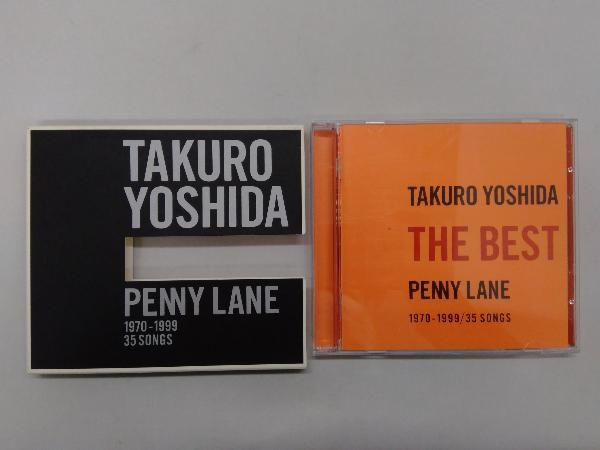 TAKURO
YOSHIDA
PENNY LANE
1970-1999
35 SONGS
TAKURO YOSHIDA
THE BEST
PENNY LANE
1970-1999/35 SONGS